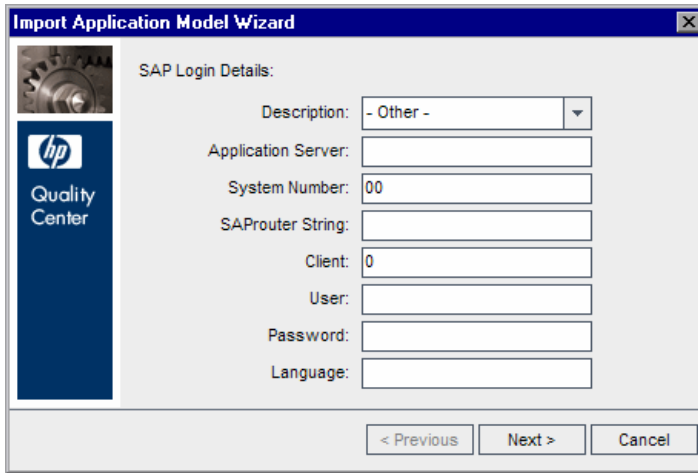 Import Application Model Wizard
SAP Login Details:
Description: - Other -
Application Server:
hp
System Number: 00
Quality
Center
SAProuter String:
Client: 0
User:
Password:
Language:
< Previous Next > Cancel